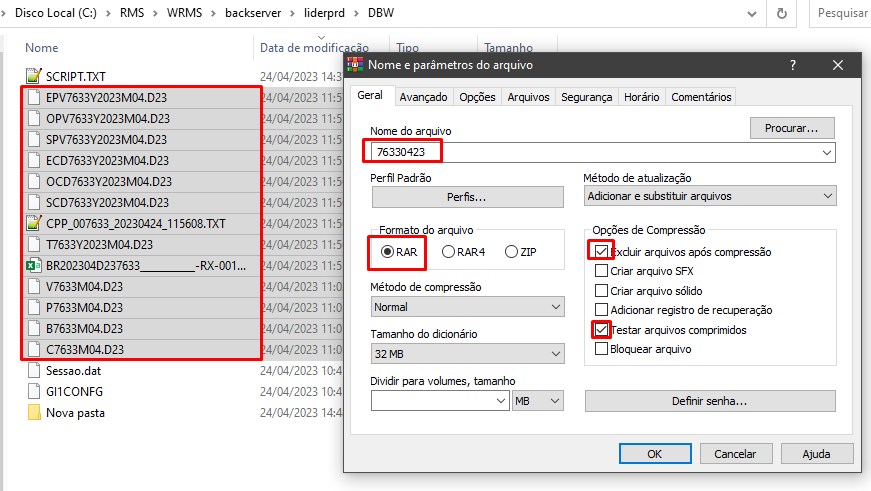 Disco Local (C:) > RMS > WRMS > backserver > liderprd > DBW
Pesquisar
Nome
Data de modificação
Tipo
Tamanho
SCRIPT.TXT 24/04/2023 14:3
EPV7633Y2023M04.D23 24/04/2023 11:5
OPV7633Y2023M04.D23 24/04/2023 11:5
SPV7633Y2023M04.D23 24/04/2023 11:5
ECD7633Y2023M04.D23 24/04/2023 11:5
OCD7633Y2023M04.D23 24/04/2023 11:5
SCD7633Y2023M04.D23 24/04/2023 11:5
CPP_007633_20230424_115608.TXT 24/04/2023 11:5
T7633Y2023M04.D23 24/04/2023 11:5
BR202304D237633__________-RX-001... 24/04/2023 11:0
V7633M04.D23 24/04/2023 11:0
P7633M04.D23 24/04/2023 11:0
B7633M04.D23 24/04/2023 11:0
C7633M04.D23 24/04/2023 11:0
Sessao.dat 24/04/2023 10:4
GI1CONFG 24/04/2023 10:4
Nova pasta 24/04/2023 14:4
Nome e parâmetros do arquivo
?
Geral
Avançado
Opções
Arquivos
Segurança
Horário
Comentários
Nome do arquivo
Procurar...
76330423
Perfil Padrão
Perfis...
Método de atualização
Adicionar e substituir arquivos
Formato do arquivo
RAR
RAR4
ZIP
Opções de Compressão
Excluir arquivos após compressão
Criar arquivo SFX
Criar arquivo sólido
Adicionar registro de recuperação
Testar arquivos comprimidos
Bloquear arquivo
Método de compressão
Normal
Tamanho do dicionário
32 MB
Dividir para volumes, tamanho
MB
Definir senha...
OK
Cancelar
Ajuda